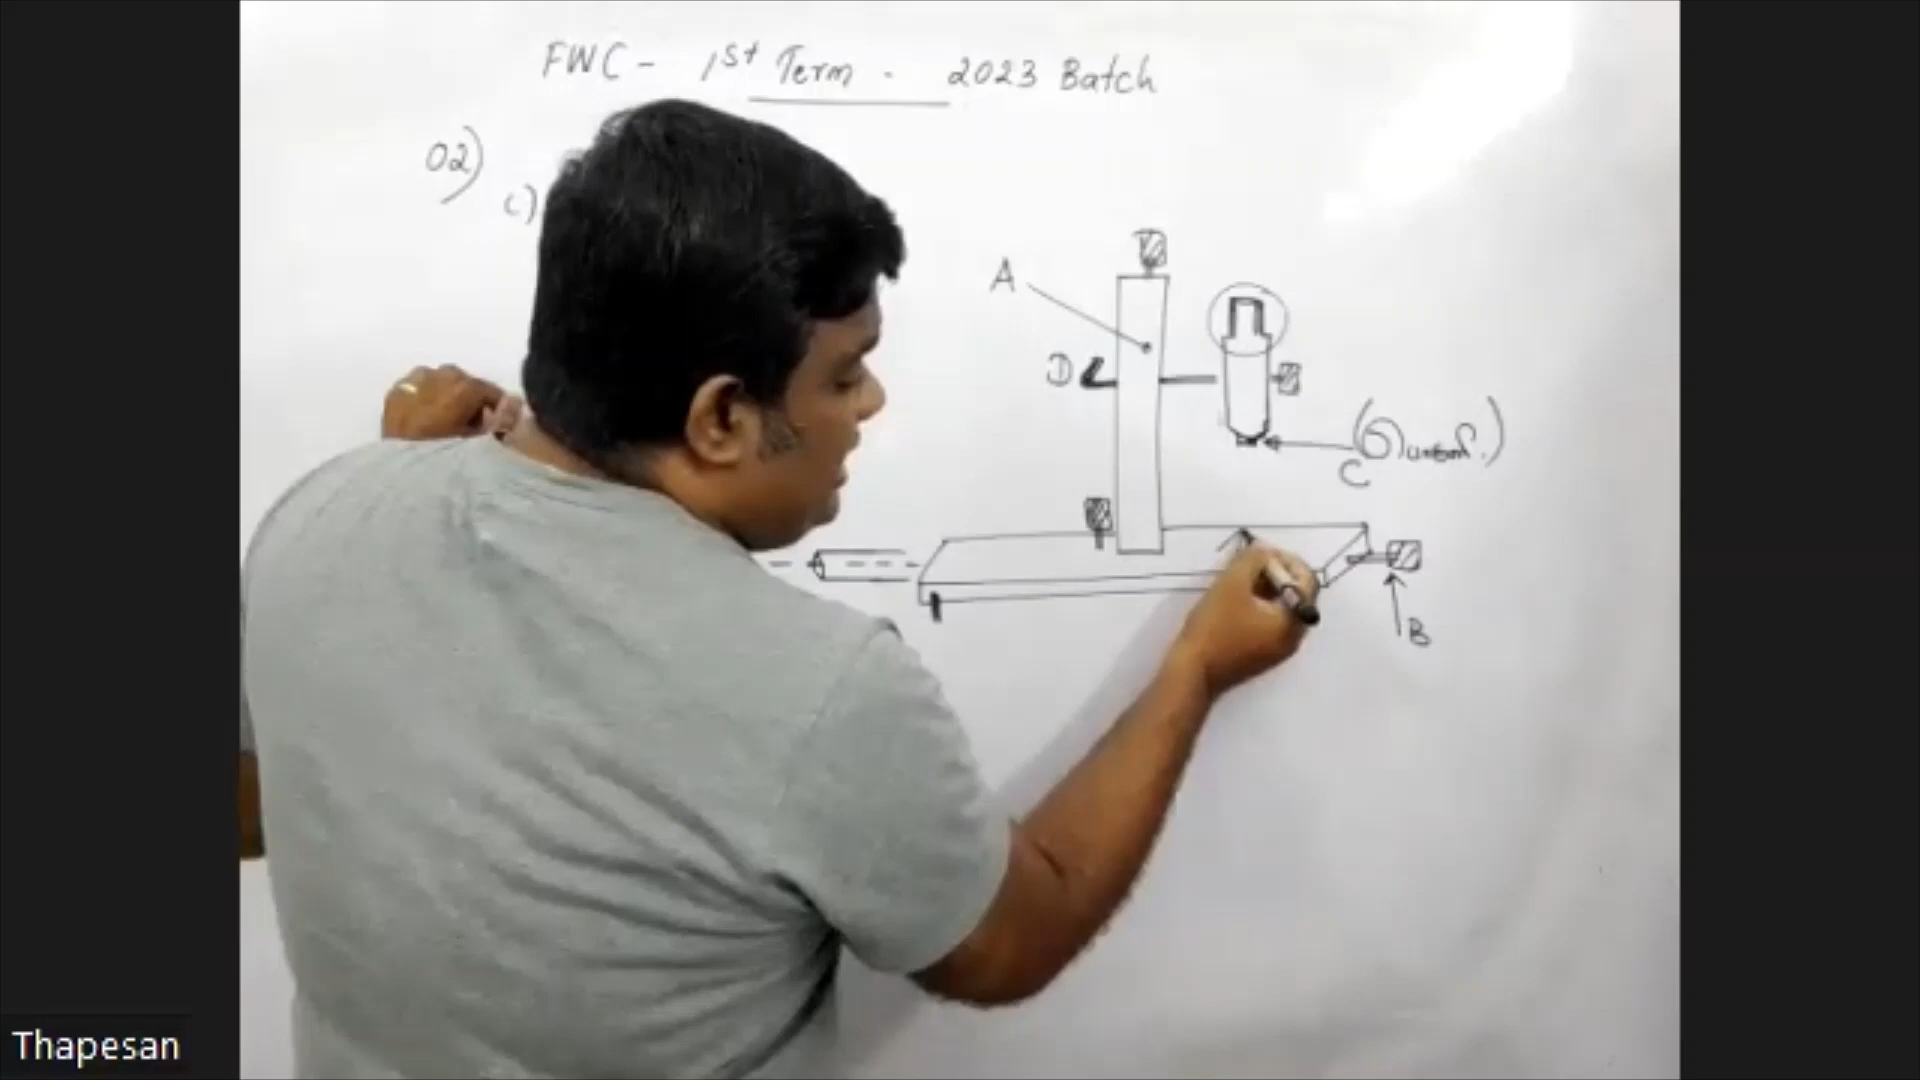 FWC - 1st Term . 2023 Batch
02)
c)
A
D
C
B
Thapesan